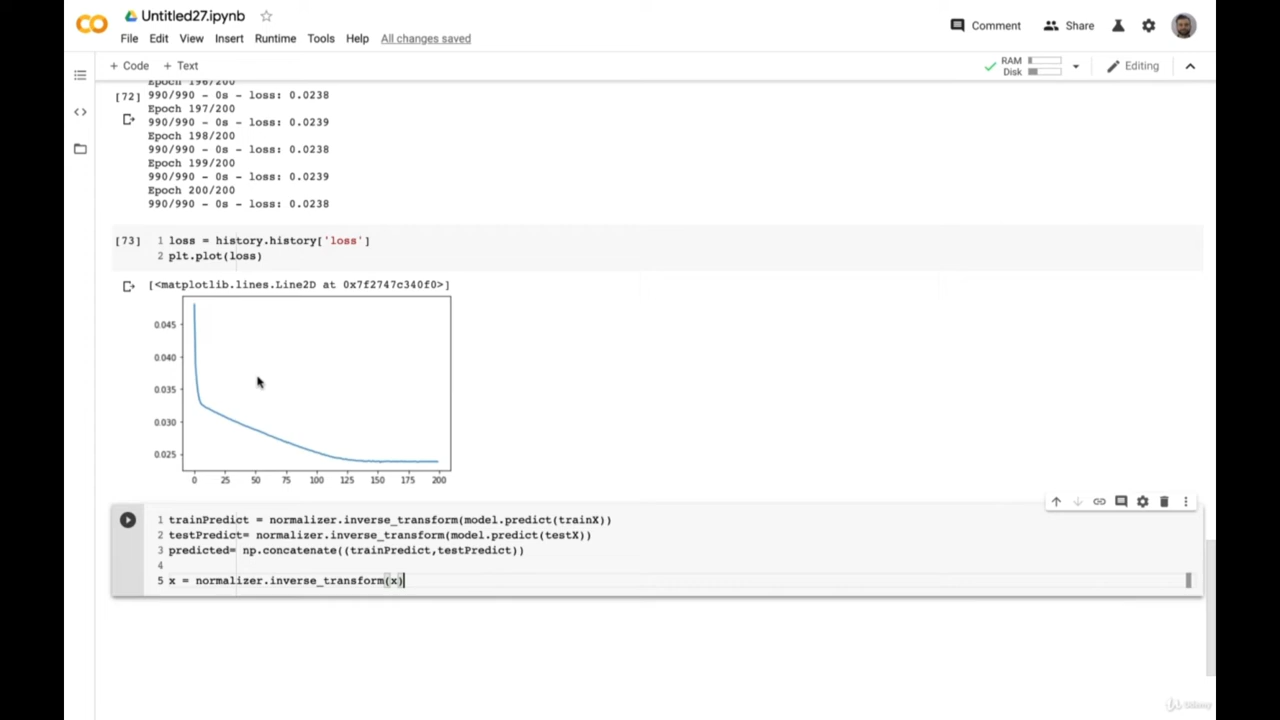 Untitled27.ipynb
File Edit View Insert Runtime Tools Help All changes saved
Comment Share
+ Code + Text
RAM
Disk
Editing
Epoch 196/200
[72] 990/990 - 0s - loss: 0.0238
Epoch 197/200
990/990 - 0s - loss: 0.0239
Epoch 198/200
990/990 - 0s - loss: 0.0238
Epoch 199/200
990/990 - 0s - loss: 0.0239
Epoch 200/200
990/990 - 0s - loss: 0.0238
[73] 1 loss = history.history['loss']
2 plt.plot(loss)
[<matplotlib.lines.Line2D at 0x7f2747c340f0>]
0.045
0.040
0.035
0.030
0.025
0 25 50 75 100 125 150 175 200
1 trainPredict = normalizer.inverse_transform(model.predict(trainX))
2 testPredict= normalizer.inverse_transform(model.predict(testX))
3 predicted= np.concatenate((trainPredict,testPredict))
4
5 x = normalizer.inverse_transform(x)
Udemy